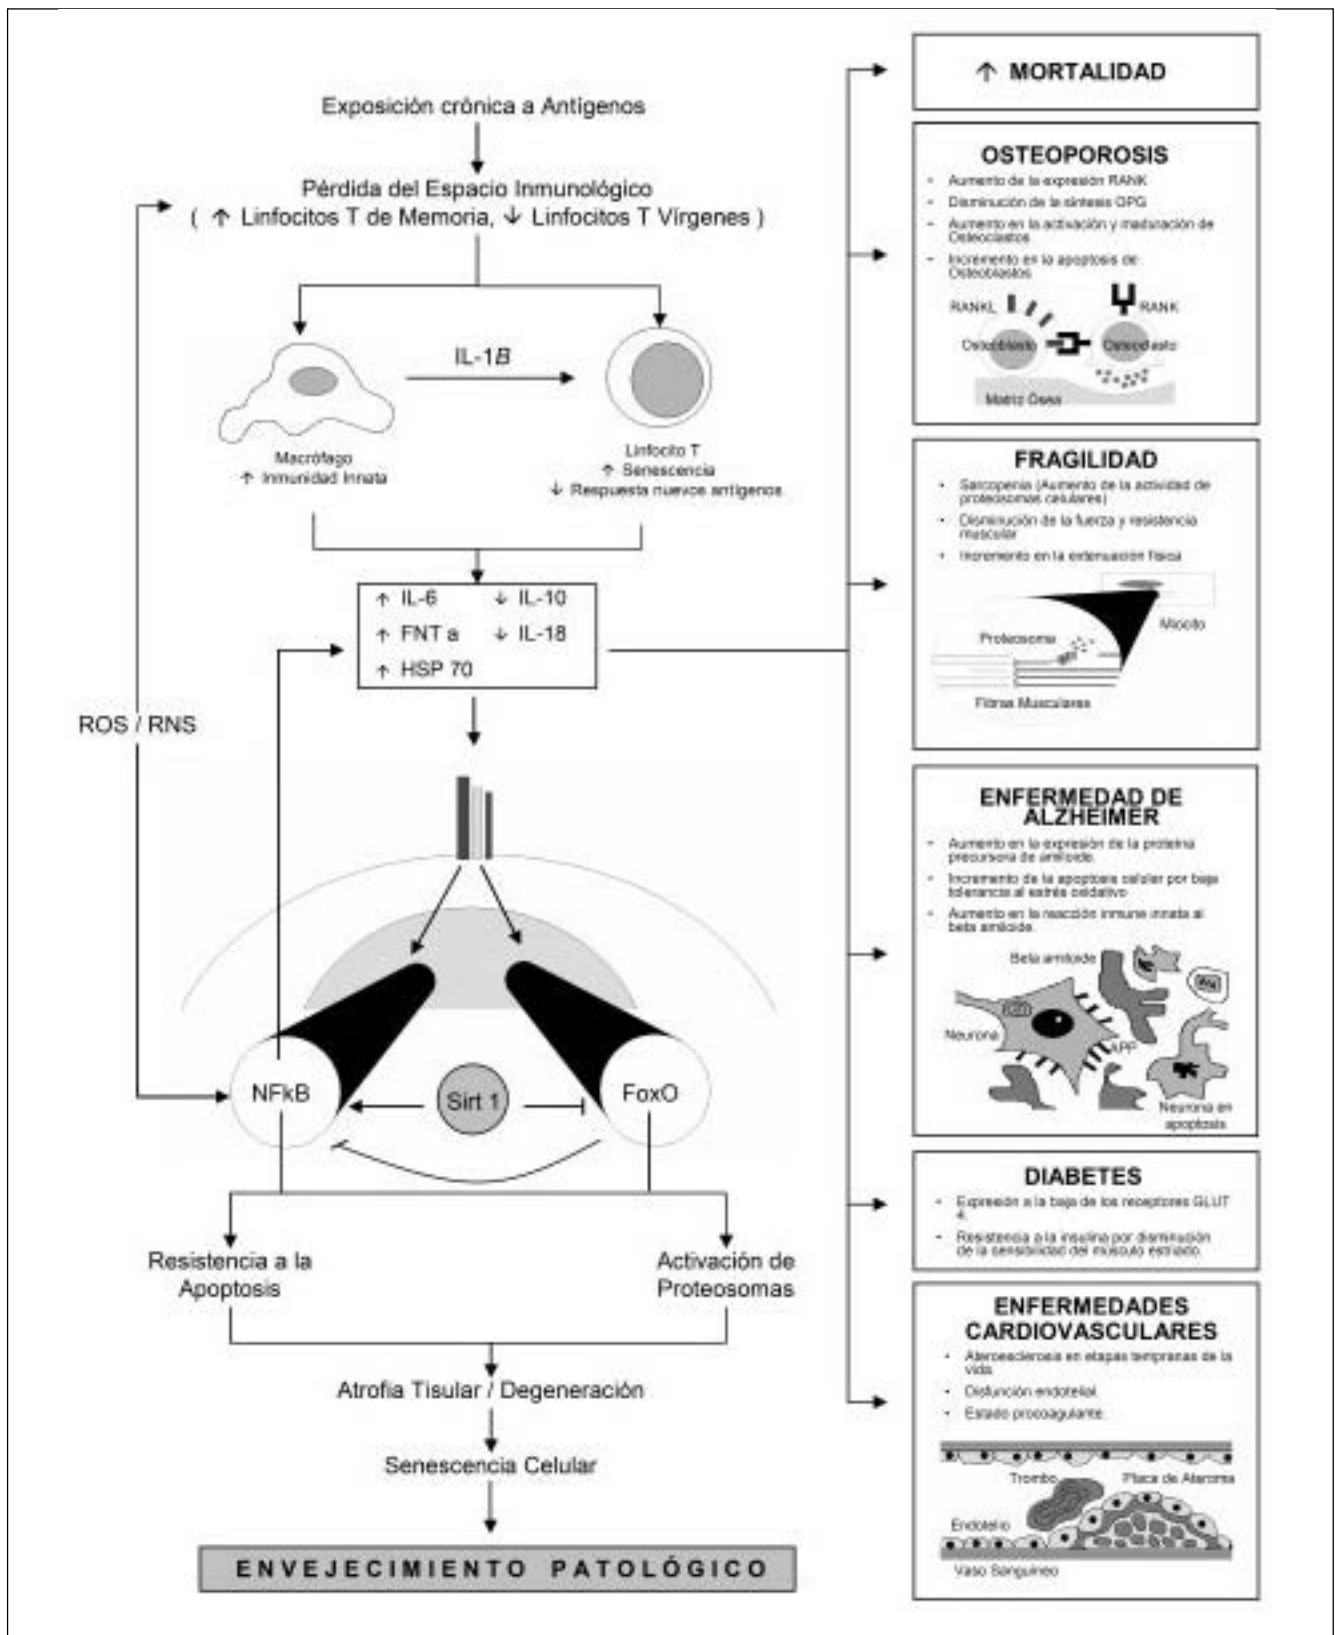 Exposición crónica a Antígenos
Pérdida del Espacio Inmunológico
( ↑ Linfocitos T de Memoria, ↓ Linfocitos T Vírgenes )
IL-1B
Macrófago
↑ Inmunidad Innata
Linfocito T
↑ Senescencia
↓ Respuesta nuevos antígenos
↑ IL-6 ↓ IL-10
↑ FNT a ↓ IL-18
↑ HSP 70
ROS / RNS
NFkB
Sirt 1
FoxO
Resistencia a la
Apoptosis
Activación de
Proteosomas
Atrofia Tisular / Degeneración
Senescencia Celular
ENVEJECIMIENTO PATOLÓGICO
↑ MORTALIDAD
OSTEOPOROSIS
- Aumento de la expresión RANK
- Disminución de la síntesis OPG
- Aumento en la activación y maduración de
Osteoclastos
- Incremento en la apoptosis de
Osteoblastos
RANKL
RANK
Osteoblasto
Osteoclasto
Matriz Ósea
FRAGILIDAD
• Sarcopenia (Aumento de la actividad de
proteosomas celulares)
• Disminución de la fuerza y resistencia
muscular
• Incremento en la extenuación física
Miocito
Proteosoma
Fibras Musculares
ENFERMEDAD DE
ALZHEIMER
• Aumento en la expresión de la proteína
precursora de amiloide.
• Incremento de la apoptosis celular por baja
tolerancia al estrés oxidativo
• Aumento en la reacción inmune innata al
beta amiloide.
Beta amiloide
Neurona
APP
Neurona en
apoptosis
DIABETES
• Expresión a la baja de los receptores GLUT
4.
• Resistencia a la insulina por disminución
de la sensibilidad del músculo estriado.
ENFERMEDADES
CARDIOVASCULARES
• Ateroesclerosis en etapas tempranas de la
vida.
• Disfunción endotelial.
• Estado procoagulante.
Trombo
Placa de Ateroma
Endotelio
Vaso Sanguíneo